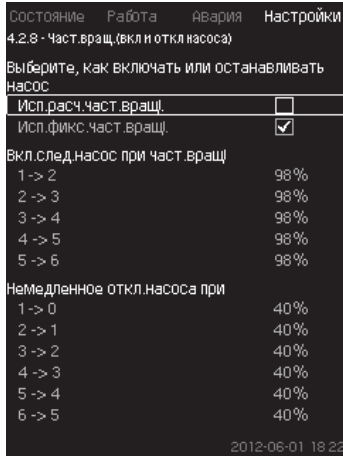 Состояние Работа Авария Настройки
4.2.8 - Част.вращ.(вкл и откл насоса)
Выберите, как включать или останавливать
насос
Исп.расч.част.вращ.
Исп.фикс.част.вращ.
Вкл.след.насос при част.вращ
1 -> 2 98%
2 -> 3 98%
3 -> 4 98%
4 -> 5 98%
5 -> 6 98%
Немедленное откл.насоса при
1 -> 0 40%
2 -> 1 40%
3 -> 2 40%
4 -> 3 40%
5 -> 4 40%
6 -> 5 40%
2012-06-01 18:22